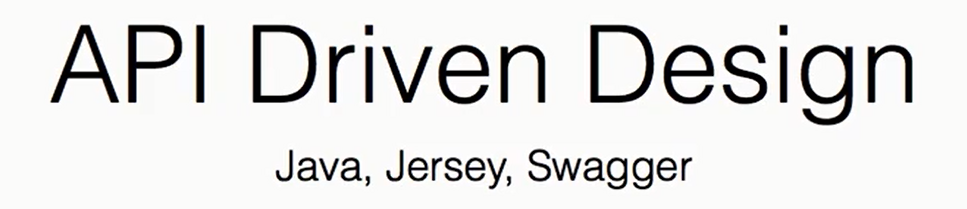 API Driven Design
Java, Jersey, Swagger